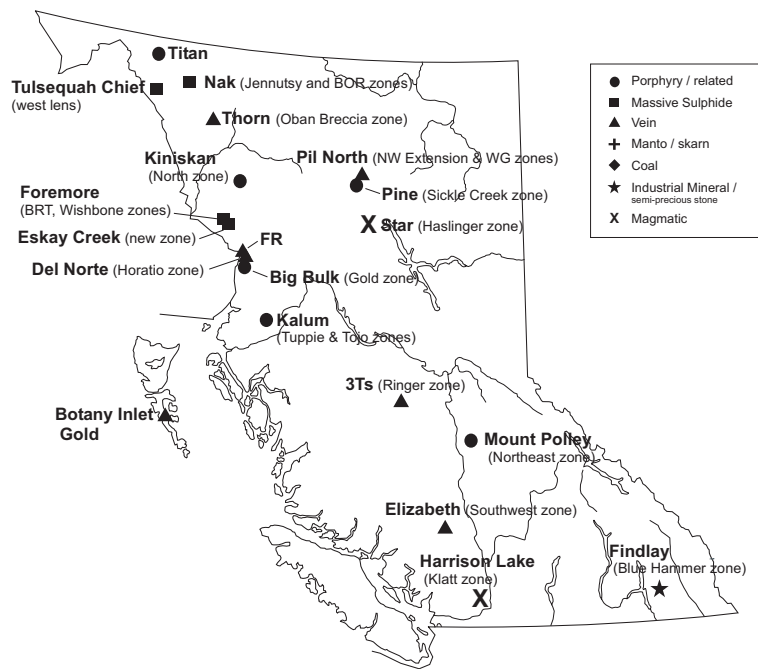 Titan
Tulsequah Chief
(west lens)
Nak (Jennutsy and BOR zones)
Thorn (Oban Breccia zone)
Kiniskan
(North zone)
Pil North (NW Extension & WG zones)
Pine (Sickle Creek zone)
Foremore
(BRT, Wishbone zones)
Star (Haslinger zone)
Eskay Creek (new zone)
FR
Del Norte (Horatio zone)
Big Bulk (Gold zone)
Kalum
(Tuppie & Tojo zones)
3Ts (Ringer zone)
Botany Inlet
Gold
Mount Polley
(Northeast zone)
Elizabeth (Southwest zone)
Harrison Lake
(Klatt zone)
Findlay
(Blue Hammer zone)
Porphyry / related
Massive Sulphide
Vein
Manto / skarn
Coal
Industrial Mineral /
semi-precious stone
X Magmatic